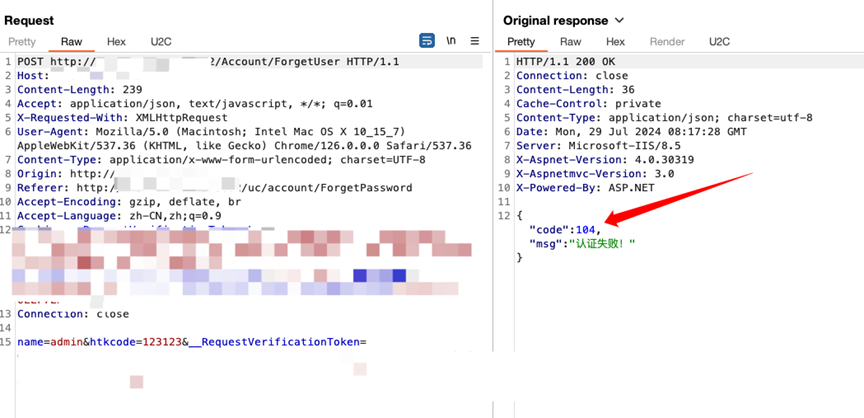 Request
Pretty Raw Hex U2C \n
1 POST http:/ 2/Account/ForgetUser HTTP/1.1
2 Host:
3 Content-Length: 239
4 Accept: application/json, text/javascript, */*; q=0.01
5 X-Requested-With: XMLHttpRequest
6 User-Agent: Mozilla/5.0 (Macintosh; Intel Mac OS X 10_15_7)
AppleWebKit/537.36 (KHTML, like Gecko) Chrome/126.0.0.0 Safari/537.36
7 Content-Type: application/x-www-form-urlencoded; charset=UTF-8
8 Origin: http:/
9 Referer: http: /uc/account/ForgetPassword
10 Accept-Encoding: gzip, deflate, br
11 Accept-Language: zh-CN,zh;q=0.9
12
13 Connection: close
14
15 name=admin&htkcode=123123&__RequestVerificationToken=
Original response
Pretty Raw Hex Render U2C
1 HTTP/1.1 200 OK
2 Connection: close
3 Content-Length: 36
4 Cache-Control: private
5 Content-Type: application/json; charset=utf-8
6 Date: Mon, 29 Jul 2024 08:17:28 GMT
7 Server: Microsoft-IIS/8.5
8 X-Aspnet-Version: 4.0.30319
9 X-Aspnetmvc-Version: 3.0
10 X-Powered-By: ASP.NET
11
12 {
"code":104,
"msg":"认证失败!"
}